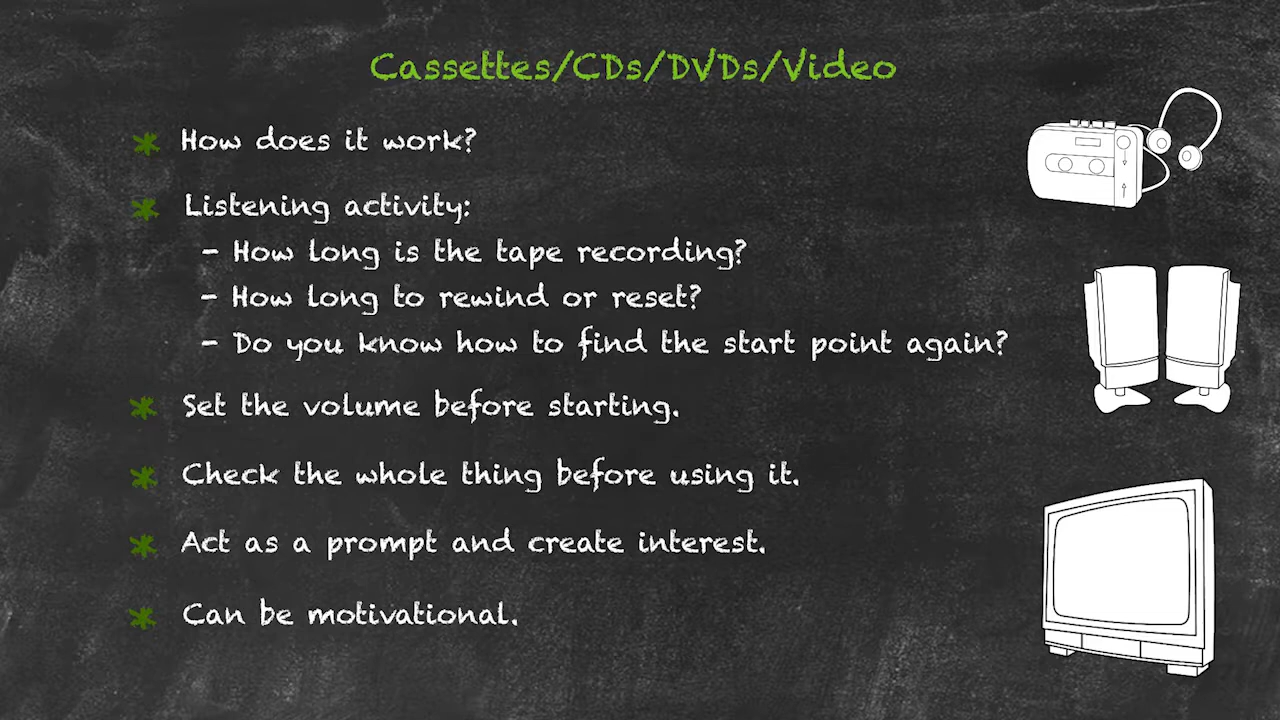 Cassettes/CDs/DVDs/Video
How does it work?
Listening activity:
- How long is the tape recording?
- How long to rewind or reset?
- Do you know how to find the start point again?
Set the volume before starting.
Check the whole thing before using it.
Act as a prompt and create interest.
Can be motivational.